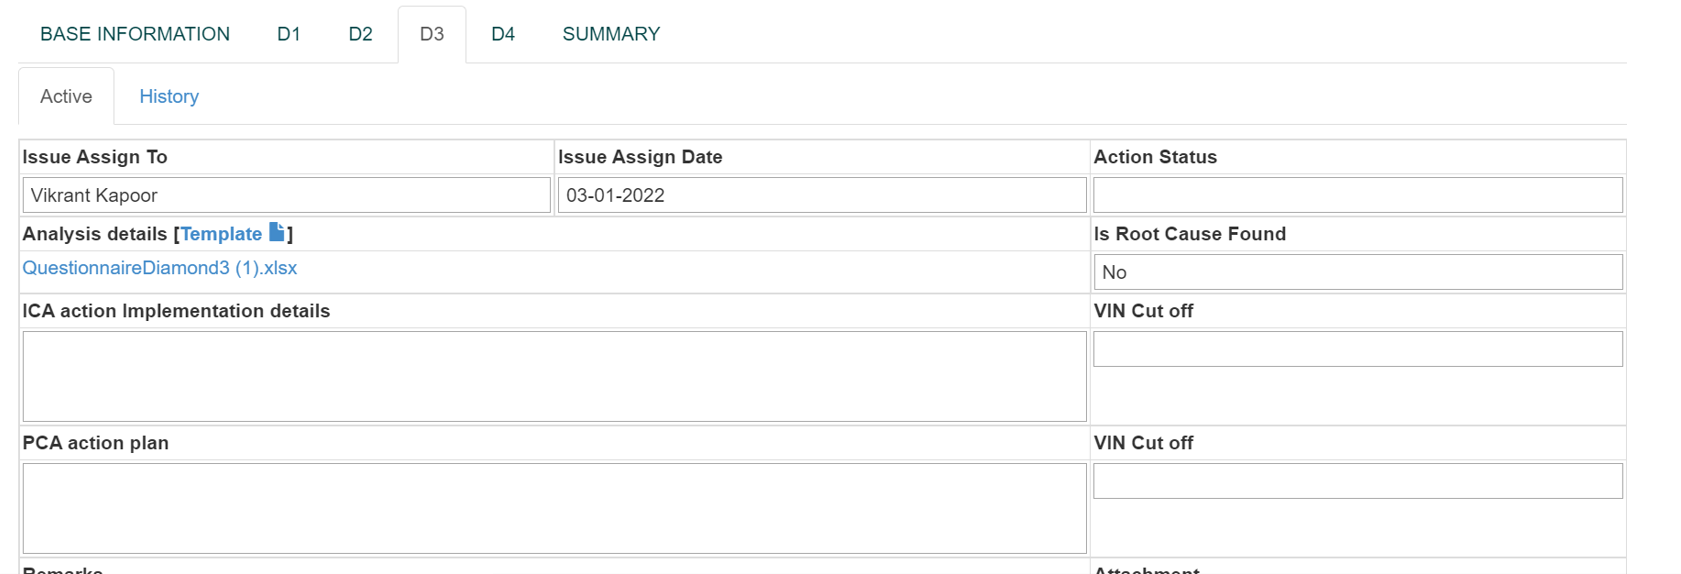 BASE INFORMATION D1 D2 D3 D4 SUMMARY
Active History
Issue Assign To Issue Assign Date Action Status
Vikrant Kapoor 03-01-2022
Analysis details [Template ] Is Root Cause Found
QuestionnaireDiamond3 (1).xlsx No
ICA action Implementation details VIN Cut off
PCA action plan VIN Cut off
Remarks Attachment